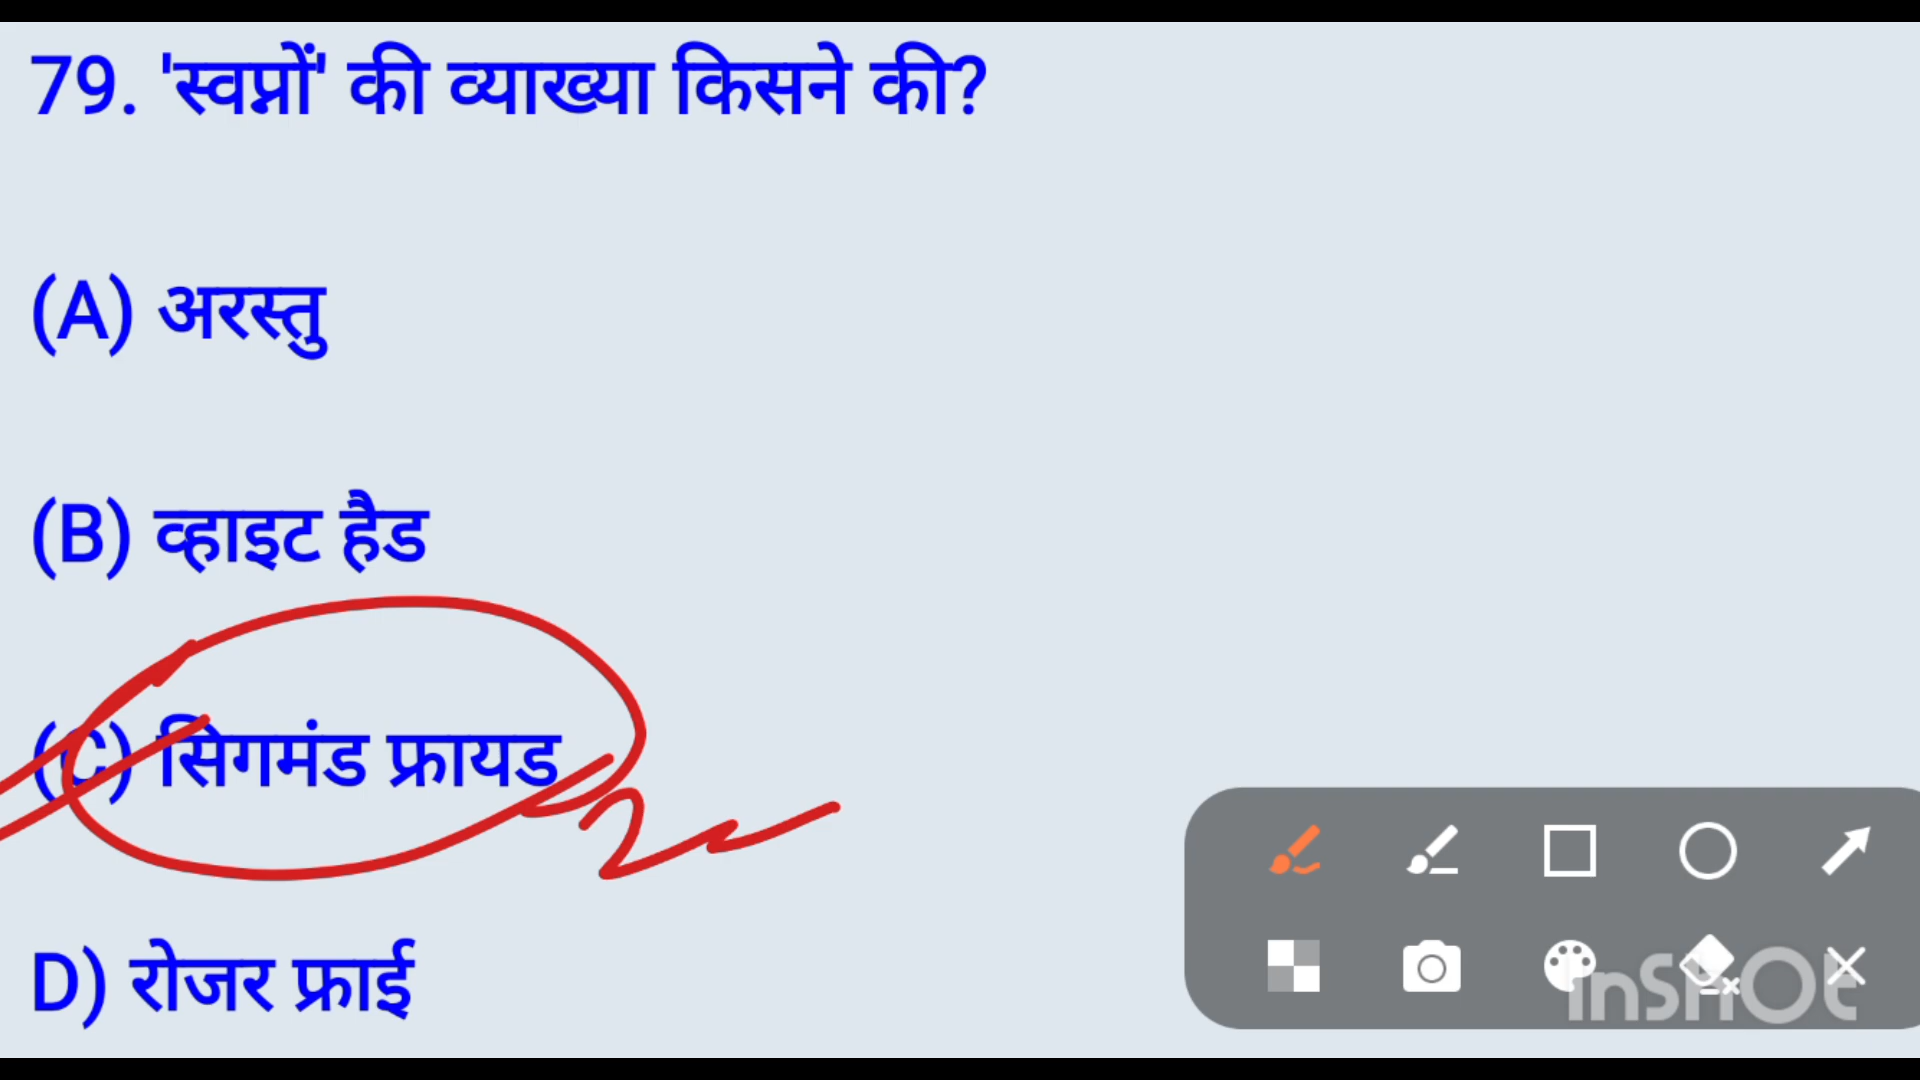 79. 'स्वप्नों' की व्याख्या किसने की?
(A) अरस्तु
(B) व्हाइट हैड
(C) सिगमंड फ्रायड
D) रोजर फ्राई
InSHOt